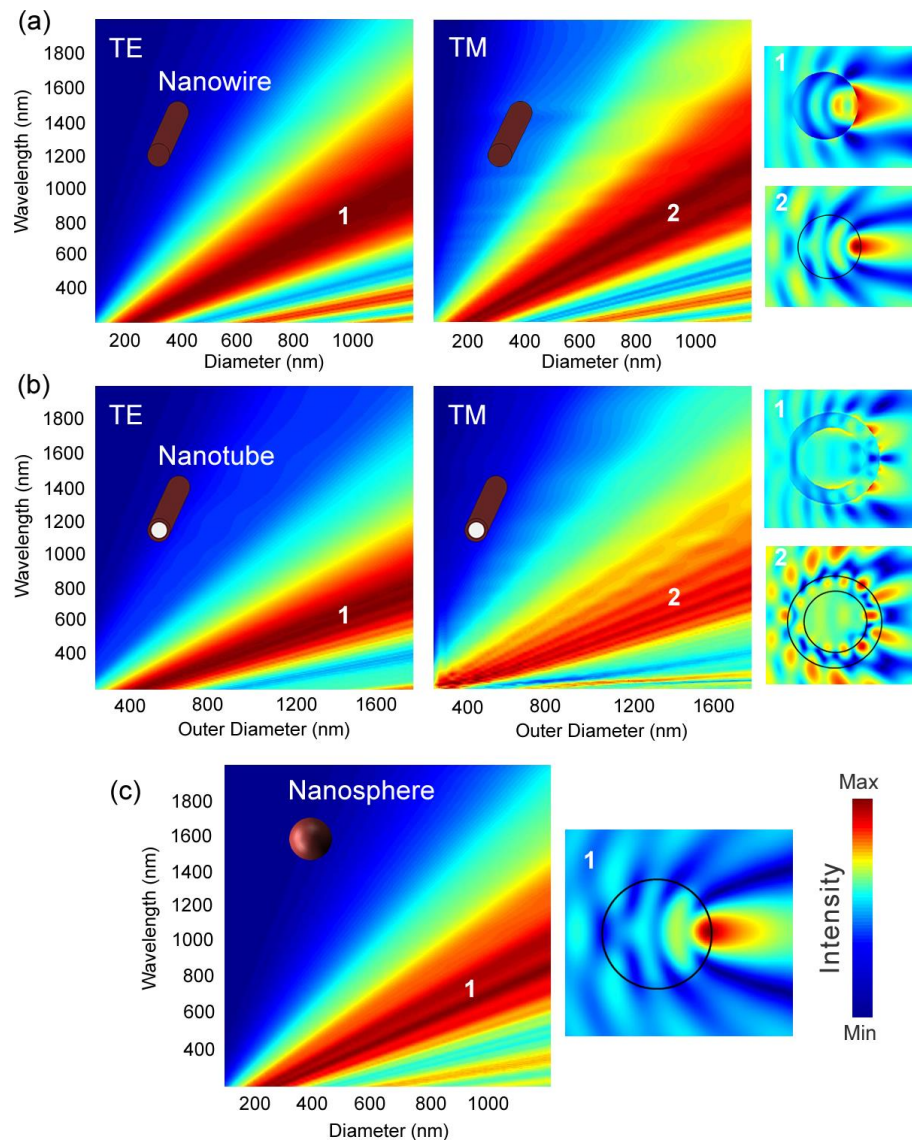 (a)
TE
Nanowire
1
1800
1600
1400
1200
1000
800
600
400
Wavelength (nm)
200 400 600 800 1000
Diameter (nm)
TM
2
200 400 600 800 1000
Diameter (nm)
1
2
(b)
TE
Nanotube
1
1800
1600
1400
1200
1000
800
600
400
Wavelength (nm)
400 800 1200 1600
Outer Diameter (nm)
TM
2
400 800 1200 1600
Outer Diameter (nm)
1
2
(c)
Nanosphere
1
1800
1600
1400
1200
1000
800
600
400
Wavelength (nm)
200 400 600 800 1000
Diameter (nm)
1
Max
Intensity
Min